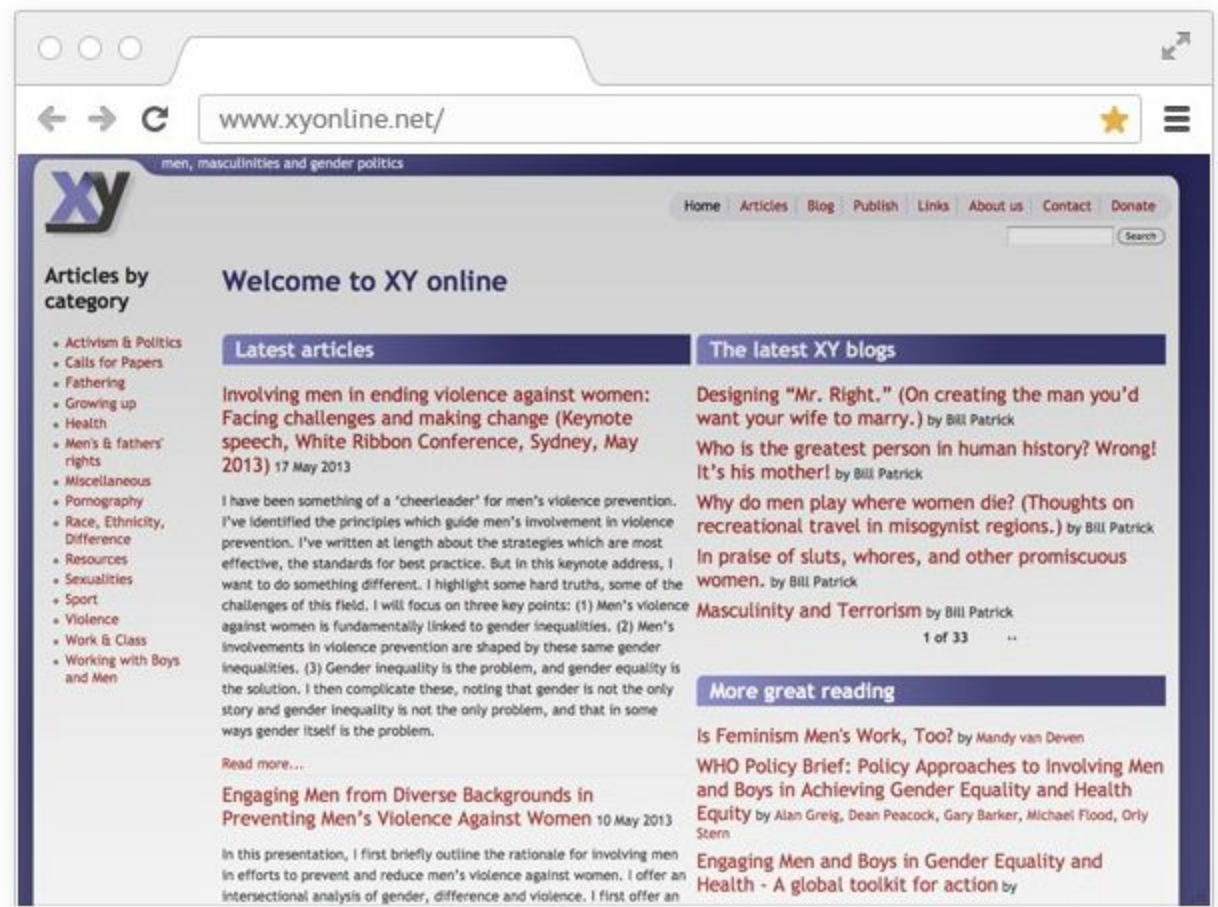 www.xyonline.net/
men, masculinities and gender politics
xy
Home Articles Blog Publish Links About us Contact Donate
Search
Articles by
category
Activism & Politics
Calls for Papers
Fathering
Growing up
Health
Men's & fathers'
rights
Miscellaneous
Pornography
Race, Ethnicity,
Difference
Resources
Sexualities
Sport
Violence
Work & Class
Working with Boys
and Men
Welcome to XY online
Latest articles
Involving men in ending violence against women:
Facing challenges and making change (Keynote
speech, White Ribbon Conference, Sydney, May
2013) 17 May 2013
I have been something of a 'cheerleader' for men's violence prevention.
I've identified the principles which guide men's involvement in violence
prevention. I've written at length about the strategies which are most
effective, the standards for best practice. But in this keynote address, I
want to do something different. I highlight some hard truths, some of the
challenges of this field. I will focus on three key points: (1) Men's violence
against women is fundamentally linked to gender inequalities. (2) Men's
involvements in violence prevention are shaped by these same gender
inequalities. (3) Gender inequality is the problem, and gender equality is
the solution. I then complicate these, noting that gender is not the only
story and gender inequality is not the only problem, and that in some
ways gender itself is the problem.
Read more...
Engaging Men from Diverse Backgrounds in
Preventing Men's Violence Against Women 10 May 2013
In this presentation, I first briefly outline the rationale for involving men
in efforts to prevent and reduce men's violence against women. I offer an
intersectional analysis of gender, difference and violence. I first offer an
The latest XY blogs
Designing "Mr. Right." (On creating the man you'd
want your wife to marry.) by Bill Patrick
Who is the greatest person in human history? Wrong!
It's his mother! by Bill Patrick
Why do men play where women die? (Thoughts on
recreational travel in misogynist regions.) by Bill Patrick
In praise of sluts, whores, and other promiscuous
women. by Bill Patrick
Masculinity and Terrorism by Bill Patrick
1 of 33 ››
More great reading
Is Feminism Men's Work, Too? by Mandy van Deven
WHO Policy Brief: Policy Approaches to Involving Men
and Boys in Achieving Gender Equality and Health
Equity by Alan Greig, Dean Peacock, Gary Barker, Michael Flood, Orly
Stern
Engaging Men and Boys in Gender Equality and
Health - A global toolkit for action by